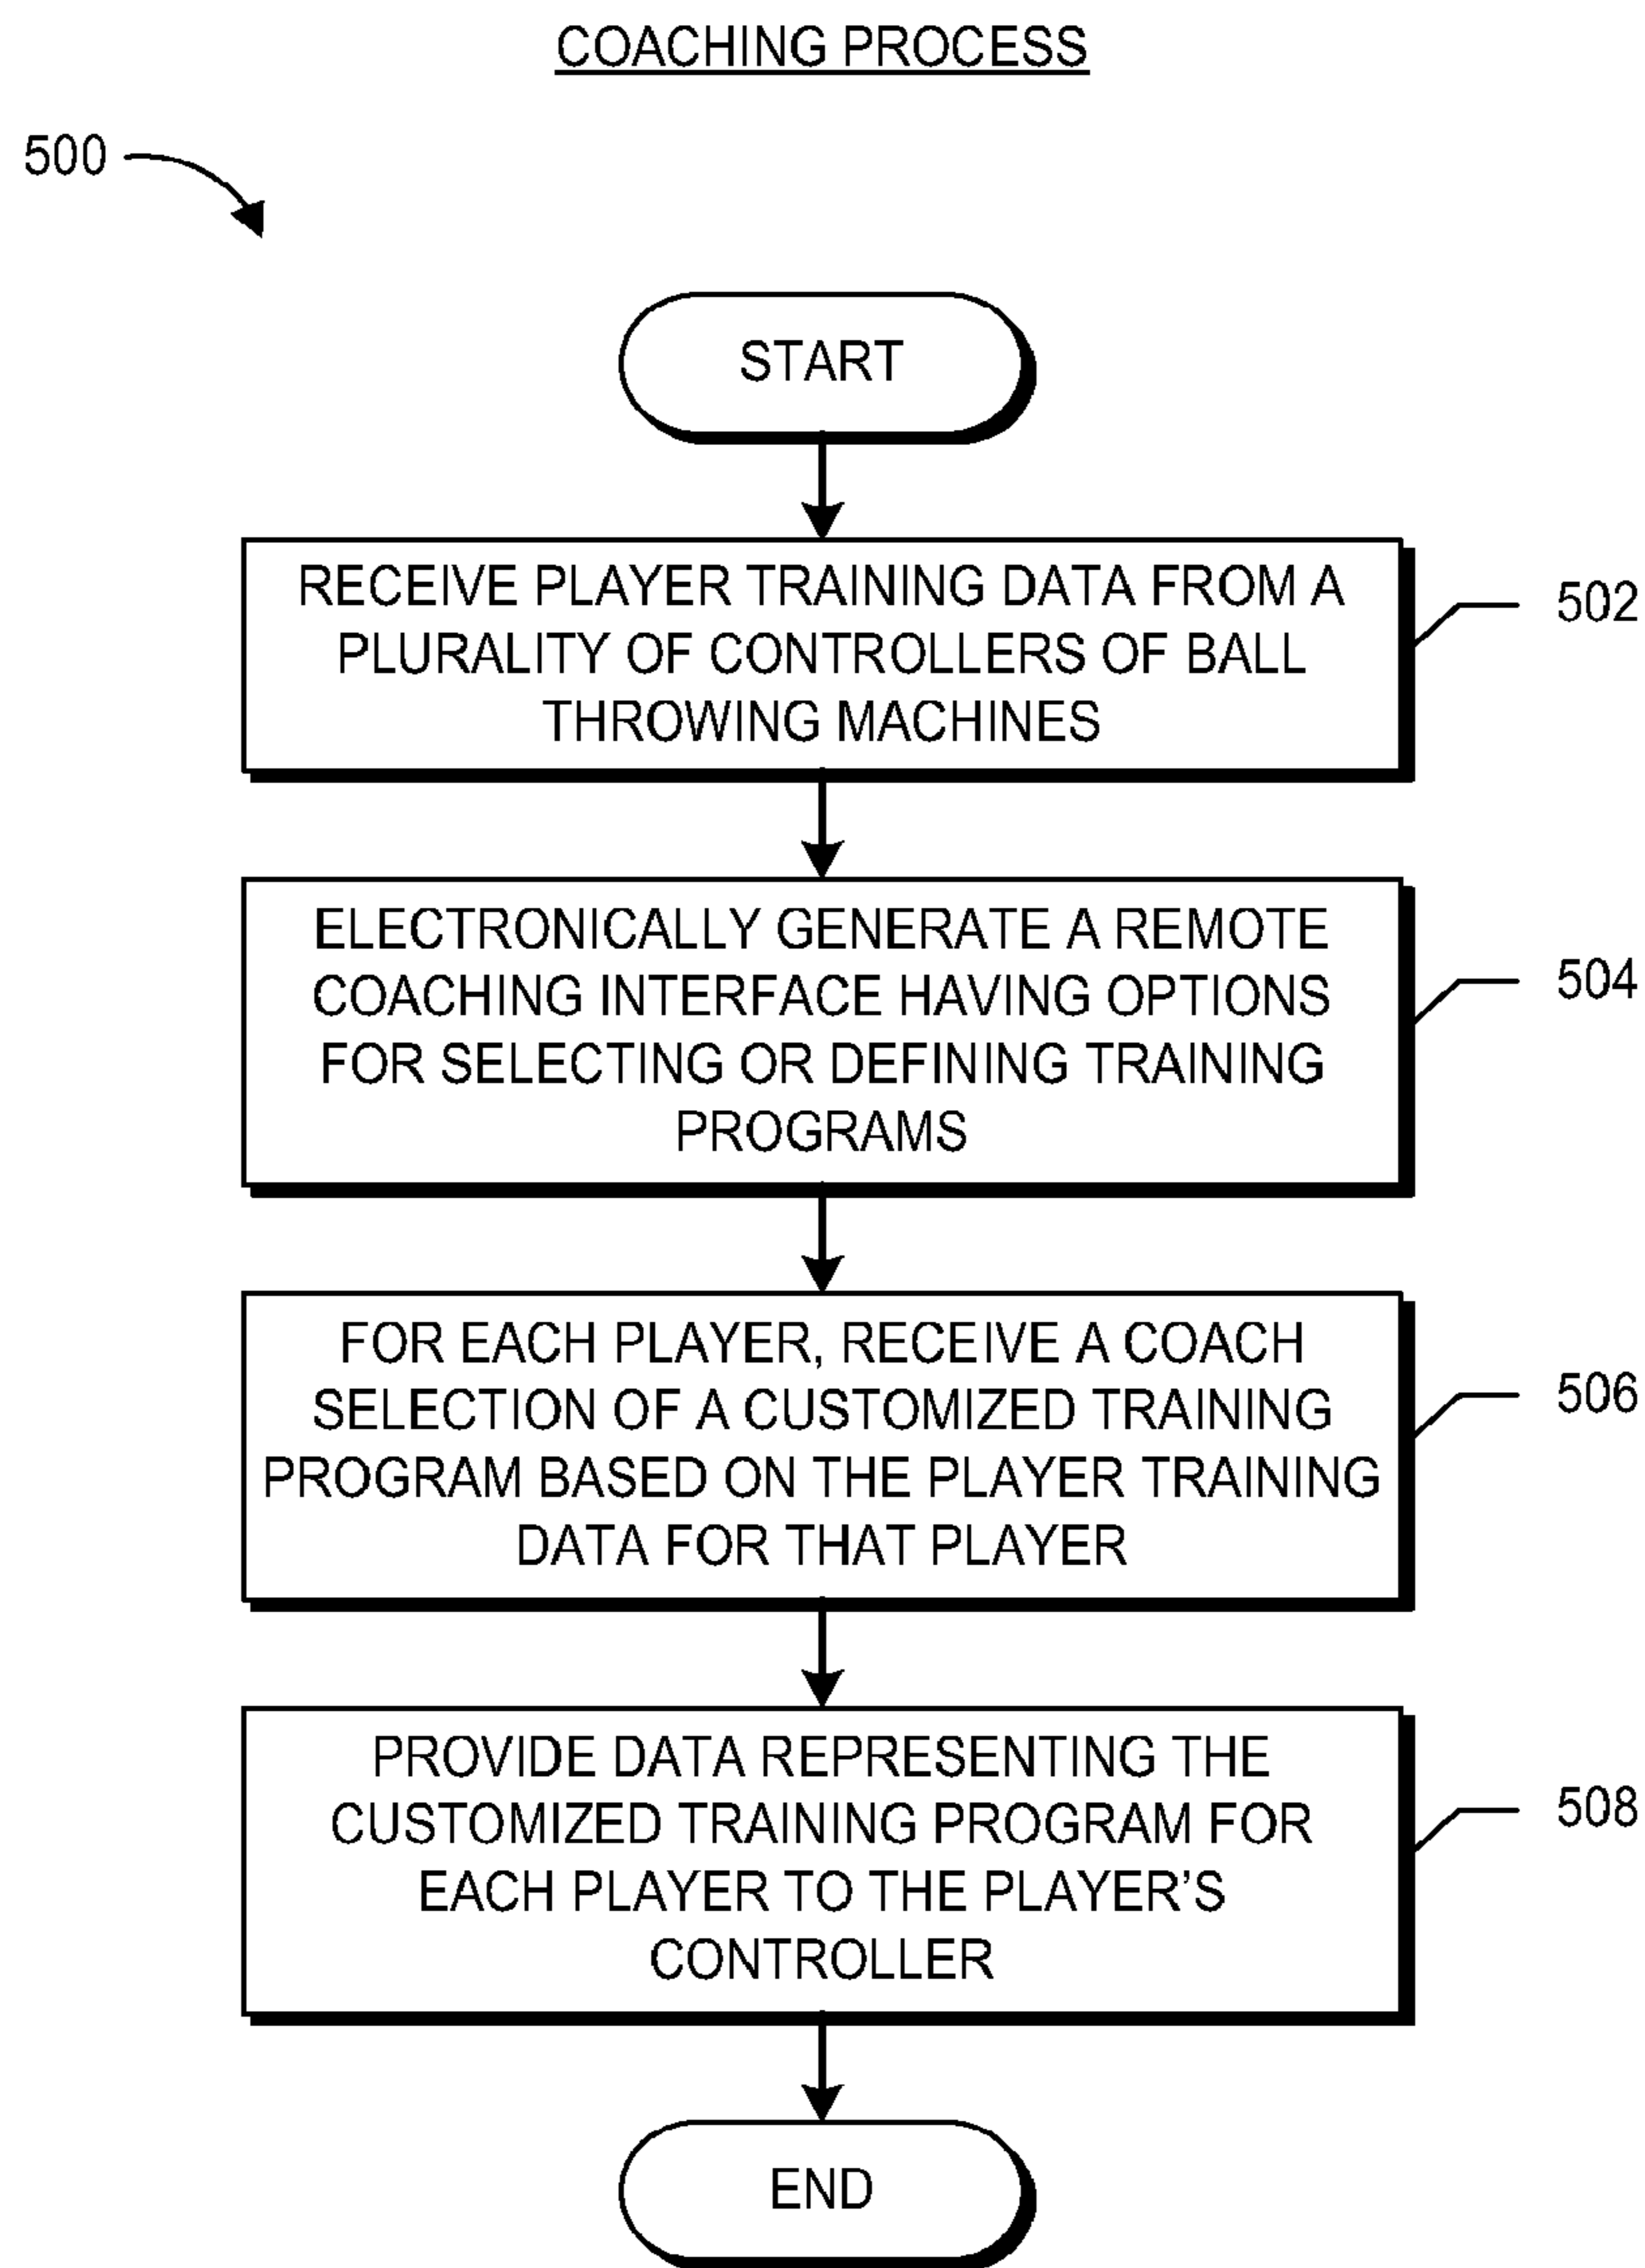 COACHING PROCESS
500
START
RECEIVE PLAYER TRAINING DATA FROM A
PLURALITY OF CONTROLLERS OF BALL
THROWING MACHINES
502
ELECTRONICALLY GENERATE A REMOTE
COACHING INTERFACE HAVING OPTIONS
FOR SELECTING OR DEFINING TRAINING
PROGRAMS
504
FOR EACH PLAYER, RECEIVE A COACH
SELECTION OF A CUSTOMIZED TRAINING
PROGRAM BASED ON THE PLAYER TRAINING
DATA FOR THAT PLAYER
506
PROVIDE DATA REPRESENTING THE
CUSTOMIZED TRAINING PROGRAM FOR
EACH PLAYER TO THE PLAYER’S
CONTROLLER
508
END